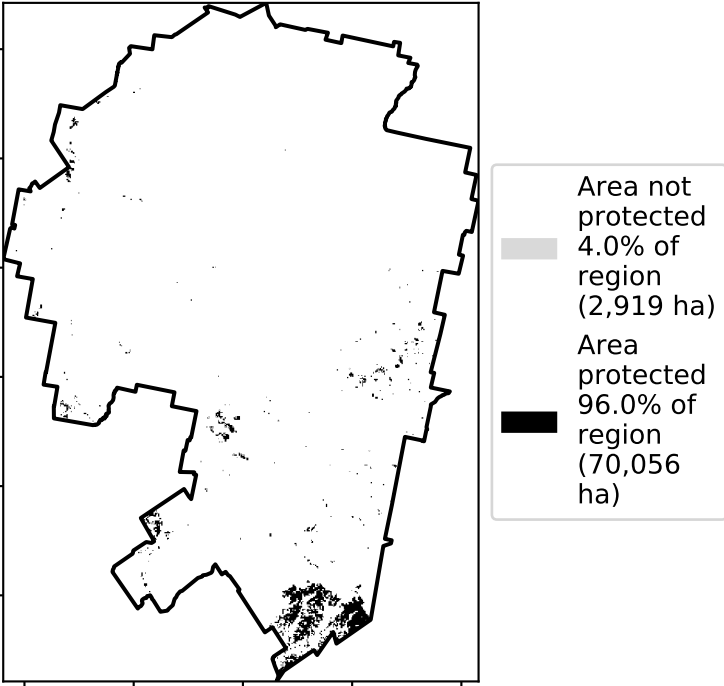 Area not
protected
4.0% of
region
(2,919 ha)
Area
protected
96.0% of
region
(70,056
ha)